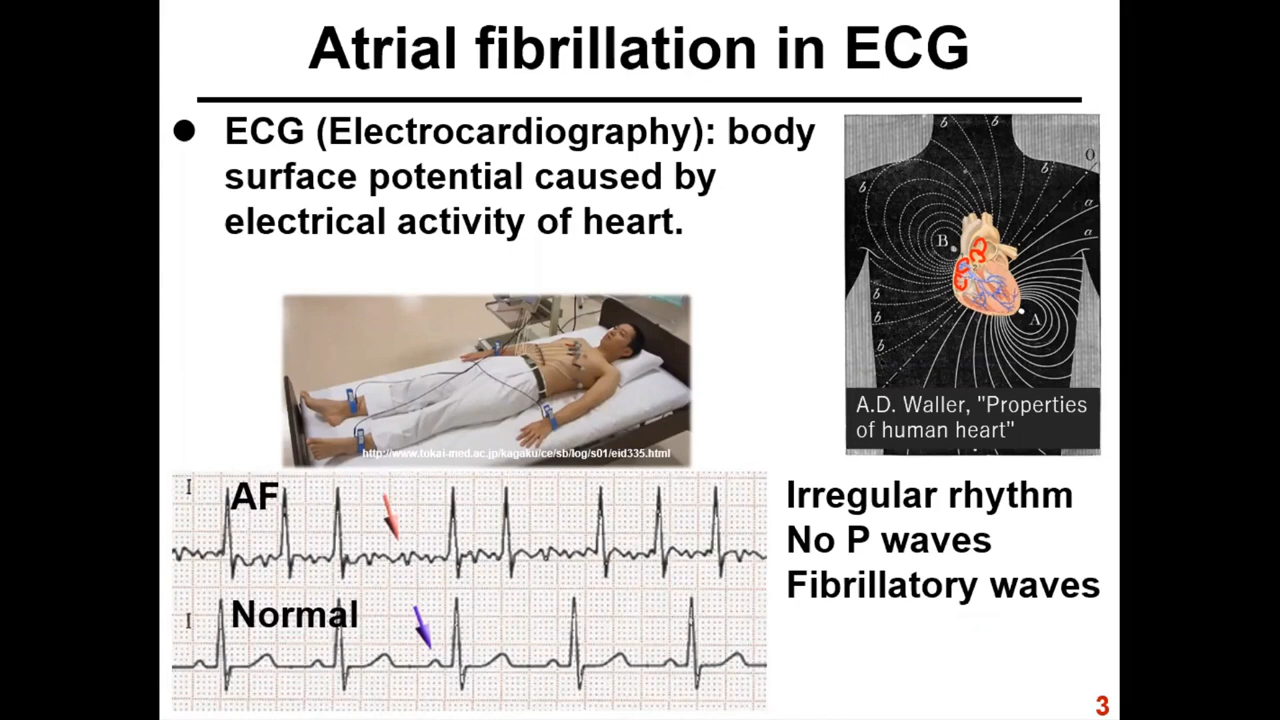 Atrial fibrillation in ECG
● ECG (Electrocardiography): body
surface potential caused by
electrical activity of heart.
b
b
b
b
O
a
a
B
A
b
b
b
b
A.D. Waller, "Properties
of human heart"
http://www.tokai-med.ac.jp/kagaku/ce/sb/log/s01/eid335.html
I
AF
I
Normal
Irregular rhythm
No P waves
Fibrillatory waves
3